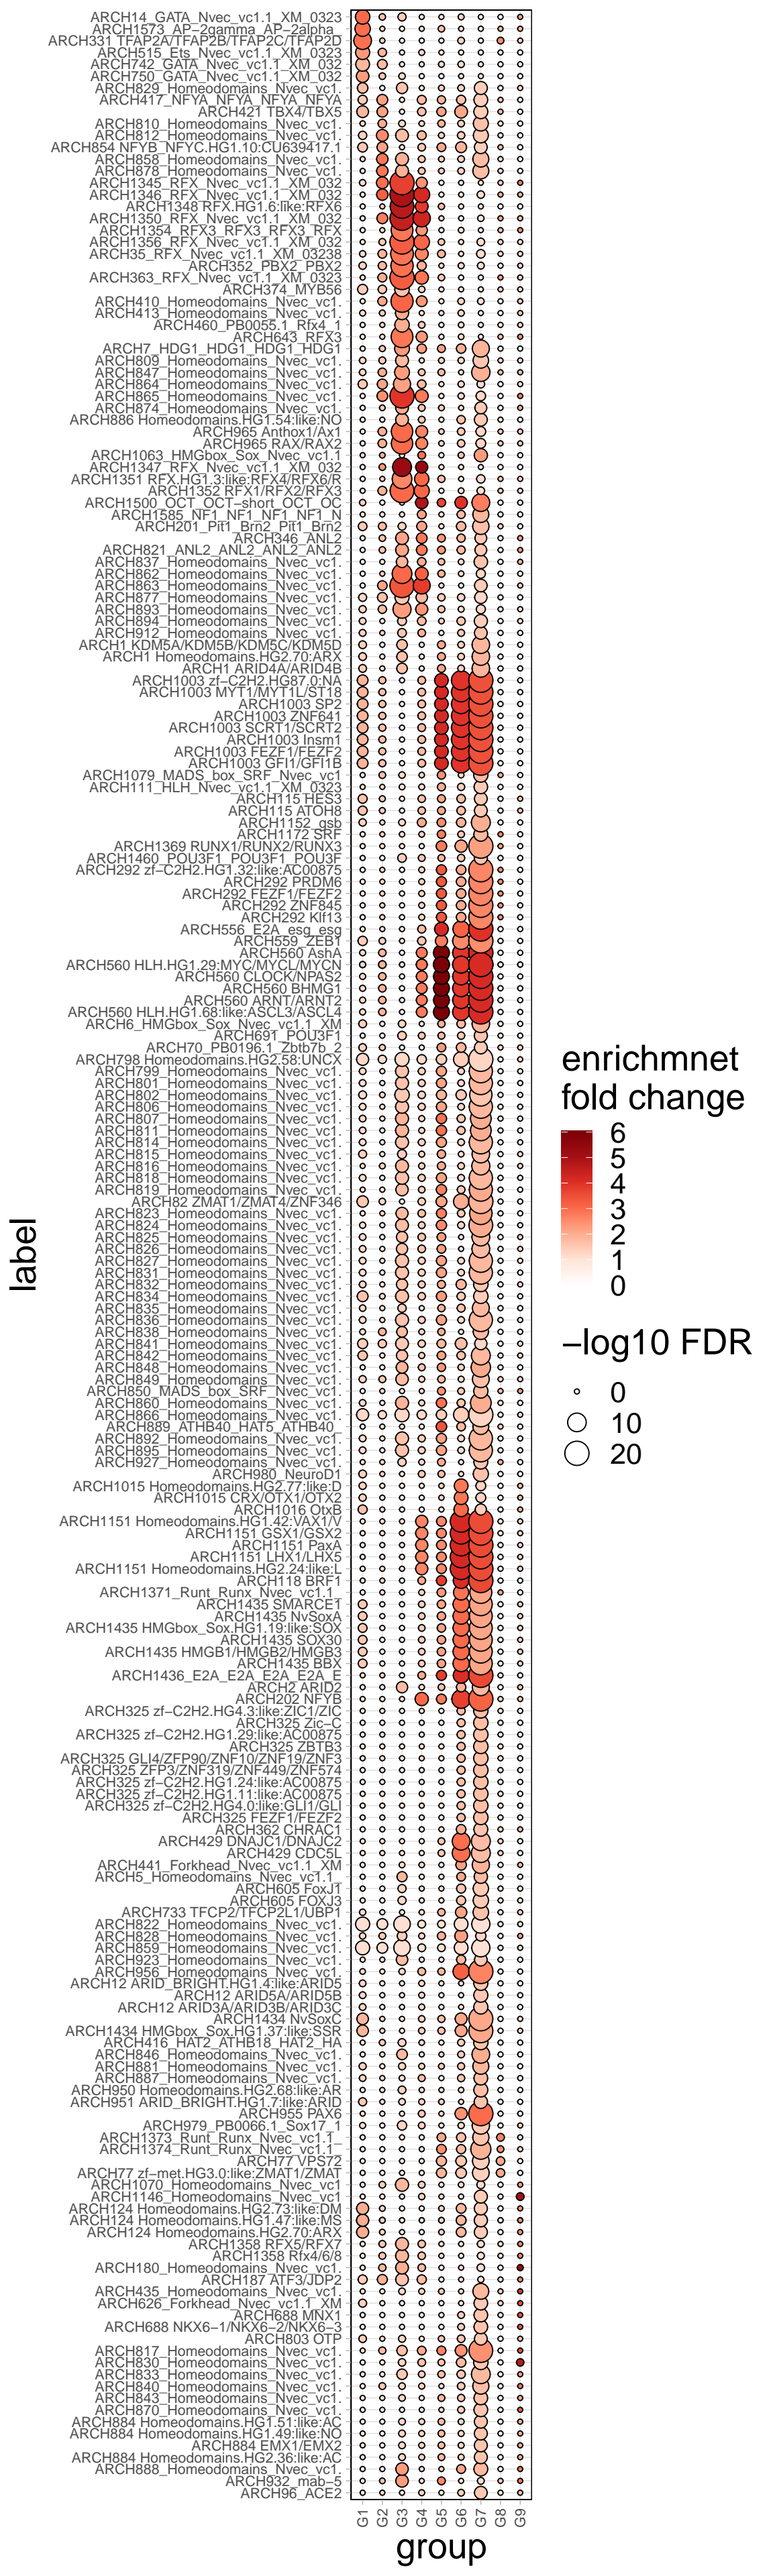 ARCH14_GATA_Nvec_vc1.1_XM_0323
ARCH1573_AP-2gamma_AP-2alpha_
ARCH331 TFAP2A/TFAP2B/TFAP2C/TFAP2D
ARCH515_Ets_Nvec_vc1.1_XM_0323
ARCH742_GATA_Nvec_vc1.1_XM_032
ARCH750_GATA_Nvec_vc1.1_XM_032
ARCH829_Homeodomains_Nvec_vc1.
ARCH417_NFYA_NFYA_NFYA_NFYA
ARCH421 TBX4/TBX5
ARCH810_Homeodomains_Nvec_vc1.
ARCH812_Homeodomains_Nvec_vc1.
ARCH854 NFYB_NFYC.HG1.10:CU639417.1
ARCH858_Homeodomains_Nvec_vc1.
ARCH878_Homeodomains_Nvec_vc1.
ARCH1345_RFX_Nvec_vc1.1_XM_032
ARCH1346_RFX_Nvec_vc1.1_XM_032
ARCH1348 RFX.HG1.6:like:RFX6
ARCH1350_RFX_Nvec_vc1.1_XM_032
ARCH1354_RFX3_RFX3_RFX3_RFX
ARCH1356_RFX_Nvec_vc1.1_XM_032
ARCH35_RFX_Nvec_vc1.1_XM_03238
ARCH352_PBX2_PBX2
ARCH363_RFX_Nvec_vc1.1_XM_0323
ARCH374_MYB56
ARCH410_Homeodomains_Nvec_vc1.
ARCH413_Homeodomains_Nvec_vc1.
ARCH460_PB0055.1_Rfx4_1
ARCH643_RFX3
ARCH7_HDG1_HDG1_HDG1_HDG1
ARCH809_Homeodomains_Nvec_vc1.
ARCH847_Homeodomains_Nvec_vc1.
ARCH864_Homeodomains_Nvec_vc1.
ARCH865_Homeodomains_Nvec_vc1.
ARCH874_Homeodomains_Nvec_vc1.
ARCH886 Homeodomains.HG1.54:like:NO
ARCH965 Anthox1/Ax1
ARCH965 RAX/RAX2
ARCH1063_HMGbox_Sox_Nvec_vc1.1
ARCH1347_RFX_Nvec_vc1.1_XM_032
ARCH1351 RFX.HG1.3:like:RFX4/RFX6/R
ARCH1352 RFX1/RFX2/RFX3
ARCH1500_OCT_OCT-short_OCT_OC
ARCH1585_NF1_NF1_NF1_NF1_N
ARCH201_Pit1_Brn2_Pit1_Brn2
ARCH346_ANL2
ARCH821_ANL2_ANL2_ANL2_ANL2
ARCH837_Homeodomains_Nvec_vc1.
ARCH862_Homeodomains_Nvec_vc1.
ARCH863_Homeodomains_Nvec_vc1.
ARCH877_Homeodomains_Nvec_vc1.
ARCH893_Homeodomains_Nvec_vc1.
ARCH894_Homeodomains_Nvec_vc1.
ARCH912_Homeodomains_Nvec_vc1.
ARCH1 KDM5A/KDM5B/KDM5C/KDM5D
ARCH1 Homeodomains.HG2.70:ARX
ARCH1 ARID4A/ARID4B
ARCH1003 zf-C2H2.HG87.0:NA
ARCH1003 MYT1/MYT1L/ST18
ARCH1003 SP2
ARCH1003 ZNF641
ARCH1003 SCRT1/SCRT2
ARCH1003 Insm1
ARCH1003 FEZF1/FEZF2
ARCH1003 GFI1/GFI1B
ARCH1079_MADS_box_SRF_Nvec_vc1
ARCH111_HLH_Nvec_vc1.1_XM_0323
ARCH115 HES3
ARCH115 ATOH8
ARCH1152_gsb
ARCH1172 SRF
ARCH1369 RUNX1/RUNX2/RUNX3
ARCH1460_POU3F1_POU3F1_POU3F
ARCH292 zf-C2H2.HG1.32:like:AC00875
ARCH292 PRDM6
ARCH292 FEZF1/FEZF2
ARCH292 ZNF845
ARCH292 Klf13
ARCH556_E2A_esg_esg
ARCH559_ZEB1
ARCH560 AshA
ARCH560 HLH.HG1.29:MYC/MYCL/MYCN
ARCH560 CLOCK/NPAS2
ARCH560 BHMG1
ARCH560 ARNT/ARNT2
ARCH560 HLH.HG1.68:like:ASCL3/ASCL4
ARCH6_HMGbox_Sox_Nvec_vc1.1_XM
ARCH691_POU3F1
ARCH70_PB0196.1_Zbtb7b_2
ARCH798 Homeodomains.HG2.58:UNCX
ARCH799_Homeodomains_Nvec_vc1.
ARCH801_Homeodomains_Nvec_vc1.
ARCH802_Homeodomains_Nvec_vc1.
ARCH806_Homeodomains_Nvec_vc1.
ARCH807_Homeodomains_Nvec_vc1.
ARCH811_Homeodomains_Nvec_vc1.
ARCH814_Homeodomains_Nvec_vc1.
ARCH815_Homeodomains_Nvec_vc1.
ARCH816_Homeodomains_Nvec_vc1.
ARCH818_Homeodomains_Nvec_vc1.
ARCH819_Homeodomains_Nvec_vc1.
ARCH82 ZMAT1/ZMAT4/ZNF346
ARCH823_Homeodomains_Nvec_vc1.
ARCH824_Homeodomains_Nvec_vc1.
ARCH825_Homeodomains_Nvec_vc1.
ARCH826_Homeodomains_Nvec_vc1.
ARCH827_Homeodomains_Nvec_vc1.
ARCH831_Homeodomains_Nvec_vc1.
ARCH832_Homeodomains_Nvec_vc1.
ARCH834_Homeodomains_Nvec_vc1.
ARCH835_Homeodomains_Nvec_vc1.
ARCH836_Homeodomains_Nvec_vc1.
ARCH838_Homeodomains_Nvec_vc1.
ARCH841_Homeodomains_Nvec_vc1.
ARCH842_Homeodomains_Nvec_vc1.
ARCH848_Homeodomains_Nvec_vc1.
ARCH849_Homeodomains_Nvec_vc1.
ARCH850_MADS_box_SRF_Nvec_vc1.
ARCH860_Homeodomains_Nvec_vc1.
ARCH866_Homeodomains_Nvec_vc1.
ARCH889_ATHB40_HAT5_ATHB40_
ARCH892_Homeodomains_Nvec_vc1.
ARCH895_Homeodomains_Nvec_vc1.
ARCH927_Homeodomains_Nvec_vc1.
ARCH980_NeuroD1
ARCH1015 Homeodomains.HG2.77:like:D
ARCH1015 CRX/OTX1/OTX2
ARCH1016 OtxB
ARCH1151 Homeodomains.HG1.42:VAX1/V
ARCH1151 GSX1/GSX2
ARCH1151 PaxA
ARCH1151 LHX1/LHX5
ARCH1151 Homeodomains.HG2.24:like:L
ARCH118 BRF1
ARCH1371_Runt_Runx_Nvec_vc1.1_
ARCH1435 SMARCE1
ARCH1435 NvSoxA
ARCH1435 HMGbox_Sox.HG1.19:like:SOX
ARCH1435 SOX30
ARCH1435 HMGB1/HMGB2/HMGB3
ARCH1435 BBX
ARCH1436_E2A_E2A_E2A_E2A_E
ARCH2 ARID2
ARCH202 NFYB
ARCH325 zf-C2H2.HG4.3:like:ZIC1/ZIC
ARCH325 Zic-C
ARCH325 zf-C2H2.HG1.29:like:AC00875
ARCH325 ZBTB3
ARCH325 GLI4/ZFP90/ZNF10/ZNF19/ZNF3
ARCH325 ZFP3/ZNF319/ZNF449/ZNF574
ARCH325 zf-C2H2.HG1.24:like:AC00875
ARCH325 zf-C2H2.HG1.11:like:AC00875
ARCH325 zf-C2H2.HG4.0:like:GLI1/GLI
ARCH325 FEZF1/FEZF2
ARCH362 CHRAC1
ARCH429 DNAJC1/DNAJC2
ARCH429 CDC5L
ARCH441_Forkhead_Nvec_vc1.1_XM
ARCH5_Homeodomains_Nvec_vc1.1_
ARCH605 FoxJ1
ARCH605 FOXJ3
ARCH733 TFCP2/TFCP2L1/UBP1
ARCH822_Homeodomains_Nvec_vc1.
ARCH828_Homeodomains_Nvec_vc1.
ARCH859_Homeodomains_Nvec_vc1.
ARCH923_Homeodomains_Nvec_vc1.
ARCH956_Homeodomains_Nvec_vc1.
ARCH12 ARID_BRIGHT.HG1.4:like:ARID5
ARCH12 ARID5A/ARID5B
ARCH12 ARID3A/ARID3B/ARID3C
ARCH1434 NvSoxC
ARCH1434 HMGbox_Sox.HG1.37:like:SSR
ARCH416_HAT2_ATHB18_HAT2_HA
ARCH846_Homeodomains_Nvec_vc1.
ARCH881_Homeodomains_Nvec_vc1.
ARCH887_Homeodomains_Nvec_vc1.
ARCH950 Homeodomains.HG2.68:like:AR
ARCH951 ARID_BRIGHT.HG1.7:like:ARID
ARCH955 PAX6
ARCH979_PB0066.1_Sox17_1
ARCH1373_Runt_Runx_Nvec_vc1.1_
ARCH1374_Runt_Runx_Nvec_vc1.1_
ARCH77 VPS72
ARCH77 zf-met.HG3.0:like:ZMAT1/ZMAT
ARCH1070_Homeodomains_Nvec_vc1
ARCH1146_Homeodomains_Nvec_vc1
ARCH124 Homeodomains.HG2.73:like:DM
ARCH124 Homeodomains.HG1.47:like:MS
ARCH124 Homeodomains.HG2.70:ARX
ARCH1358 RFX5/RFX7
ARCH1358 Rfx4/6/8
ARCH180_Homeodomains_Nvec_vc1.
ARCH187 ATF3/JDP2
ARCH435_Homeodomains_Nvec_vc1.
ARCH626_Forkhead_Nvec_vc1.1_XM
ARCH688 MNX1
ARCH688 NKX6-1/NKX6-2/NKX6-3
ARCH803 OTP
ARCH817_Homeodomains_Nvec_vc1.
ARCH830_Homeodomains_Nvec_vc1.
ARCH833_Homeodomains_Nvec_vc1.
ARCH840_Homeodomains_Nvec_vc1.
ARCH843_Homeodomains_Nvec_vc1.
ARCH870_Homeodomains_Nvec_vc1.
ARCH884 Homeodomains.HG1.51:like:AC
ARCH884 Homeodomains.HG1.49:like:NO
ARCH884 EMX1/EMX2
ARCH884 Homeodomains.HG2.36:like:AC
ARCH888_Homeodomains_Nvec_vc1.
ARCH932_mab-5
ARCH96_ACE2
label
G1 G2 G3 G4 G5 G6 G7 G8 G9
group
enrichmnet
fold change
6
5
4
3
2
1
0
−log10 FDR
0
10
20